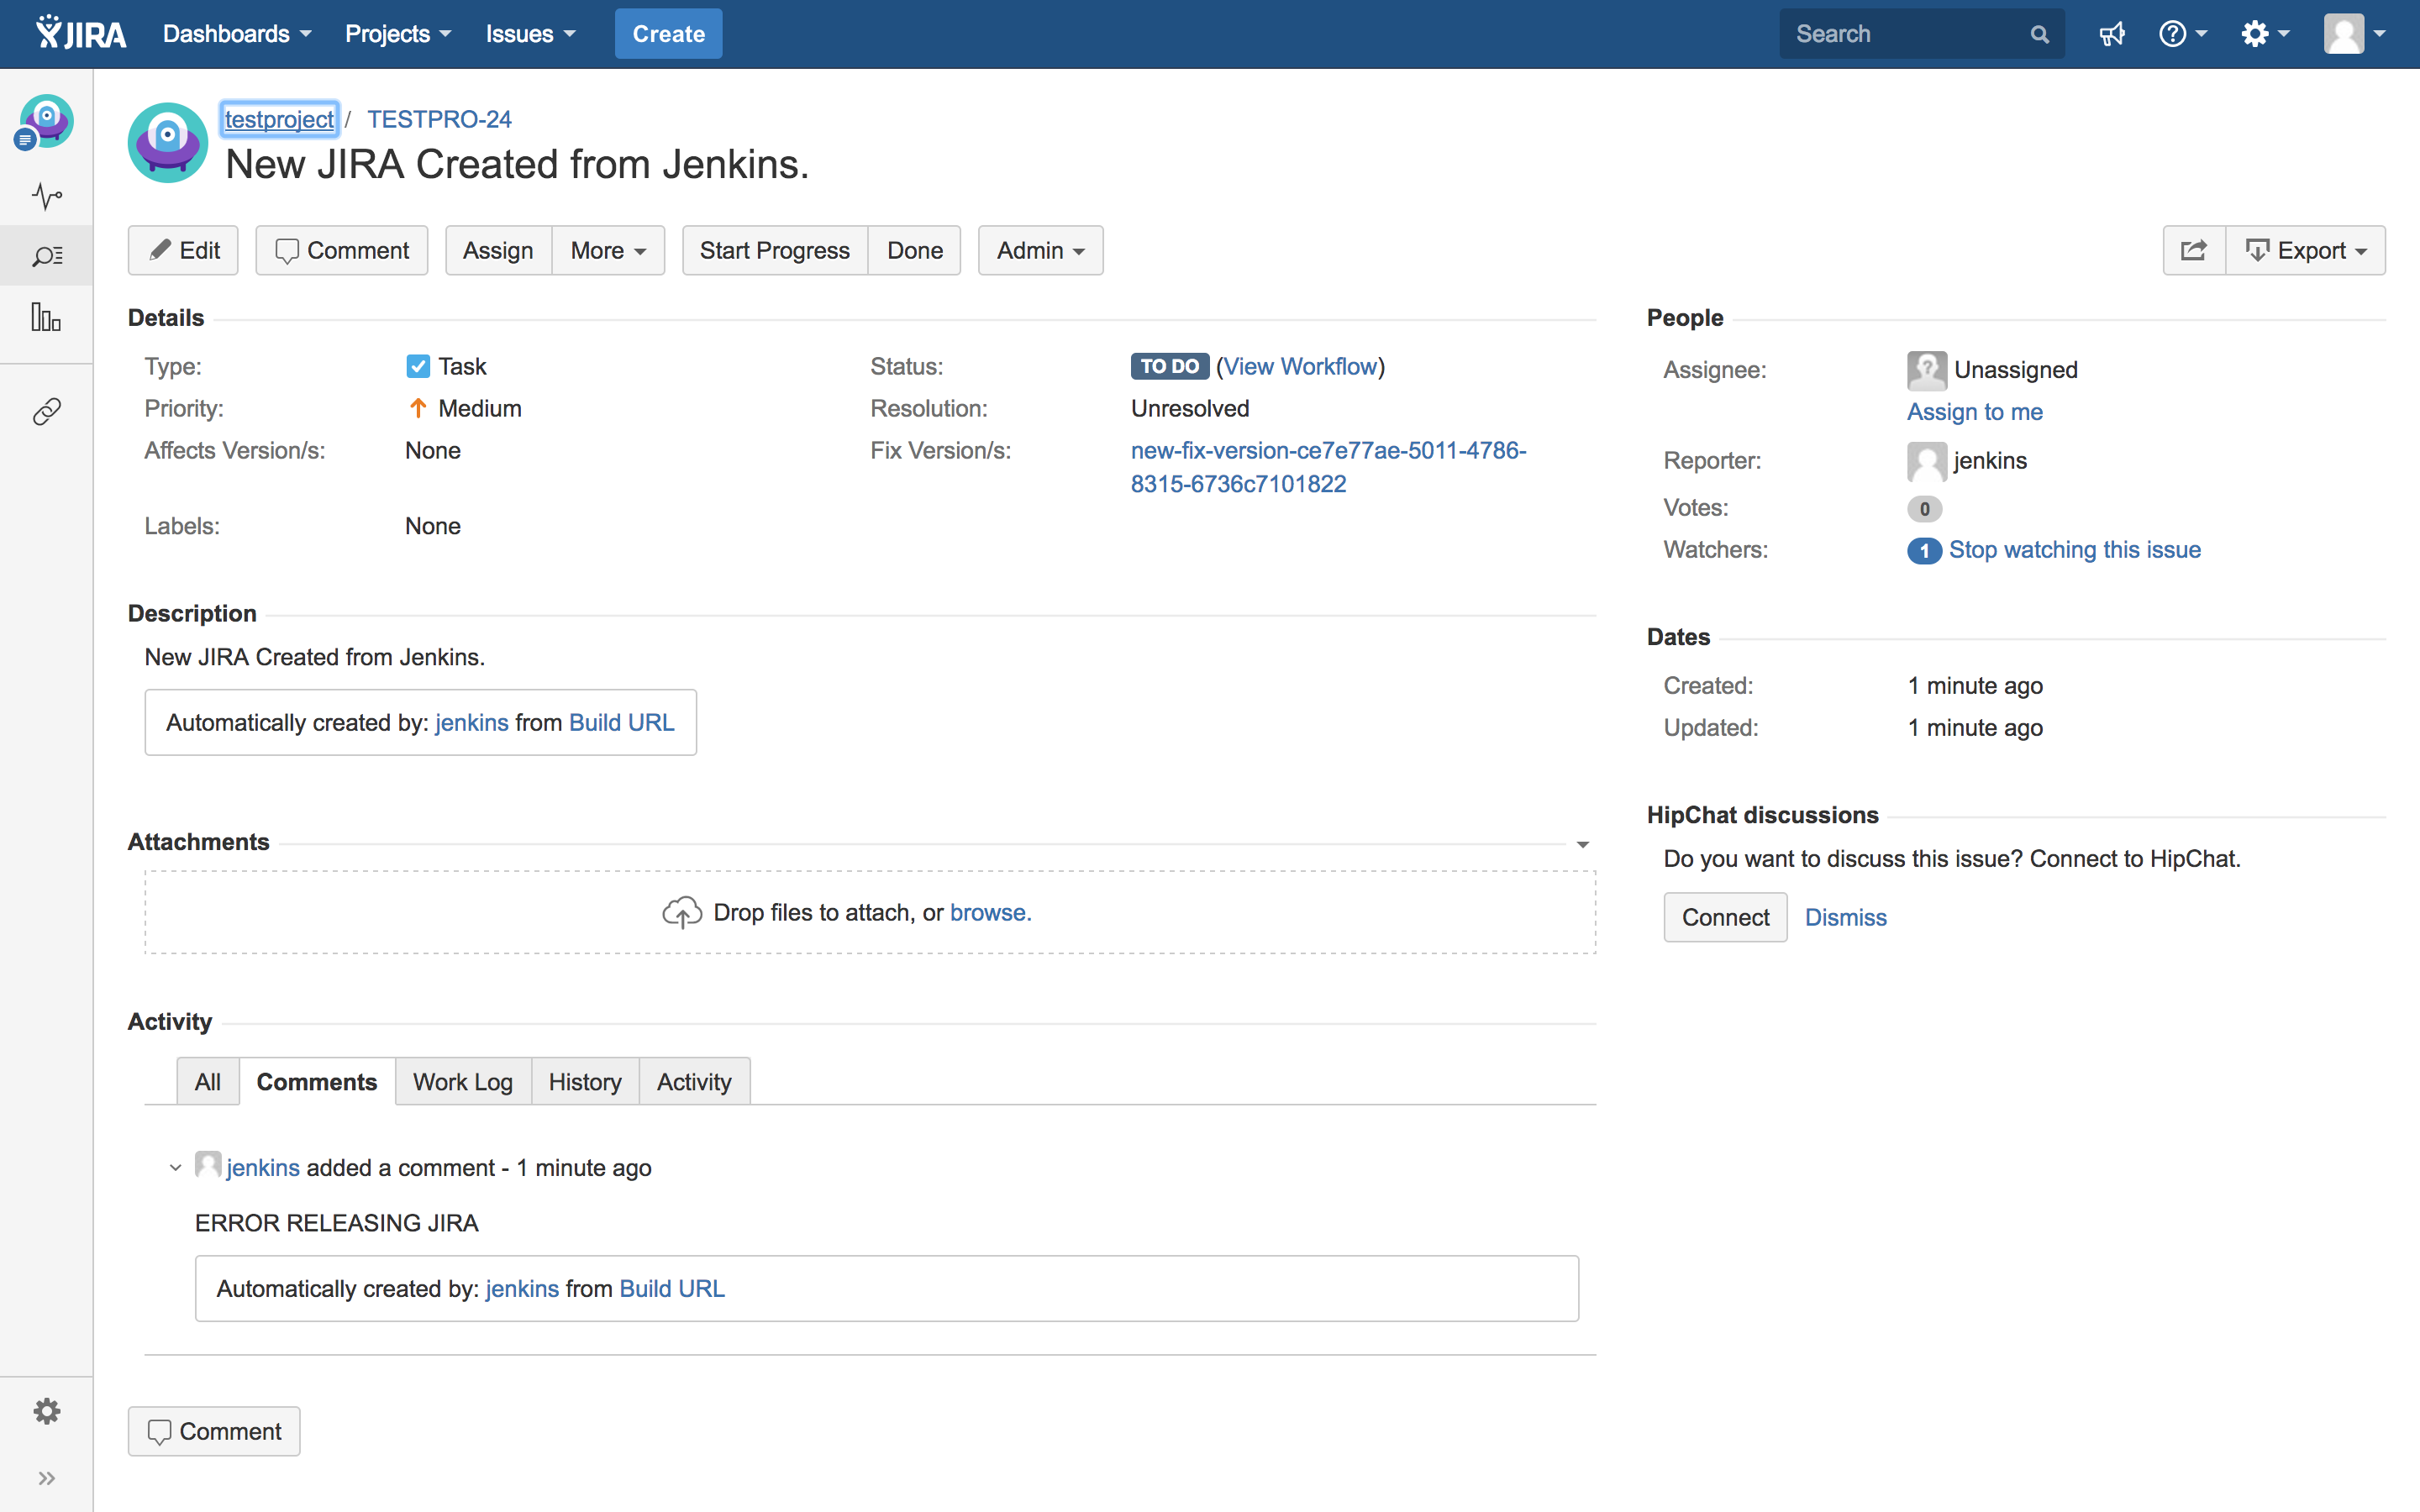 JIRA Dashboards Projects Issues Create Search
testproject / TESTPRO-24
New JIRA Created from Jenkins.
Edit Comment Assign More Start Progress Done Admin Export
Details
Type: Task Status: TO DO (View Workflow)
Priority: Medium Resolution: Unresolved
Affects Version/s: None Fix Version/s: new-fix-version-ce7e77ae-5011-4786-
8315-6736c7101822
Labels: None
Description
New JIRA Created from Jenkins.
Automatically created by: jenkins from Build URL
Attachments
Drop files to attach, or browse.
Activity
All Comments Work Log History Activity
jenkins added a comment - 1 minute ago
ERROR RELEASING JIRA
Automatically created by: jenkins from Build URL
Comment
People
Assignee: Unassigned
Assign to me
Reporter: jenkins
Votes: 0
Watchers: 1 Stop watching this issue
Dates
Created: 1 minute ago
Updated: 1 minute ago
HipChat discussions
Do you want to discuss this issue? Connect to HipChat.
Connect Dismiss